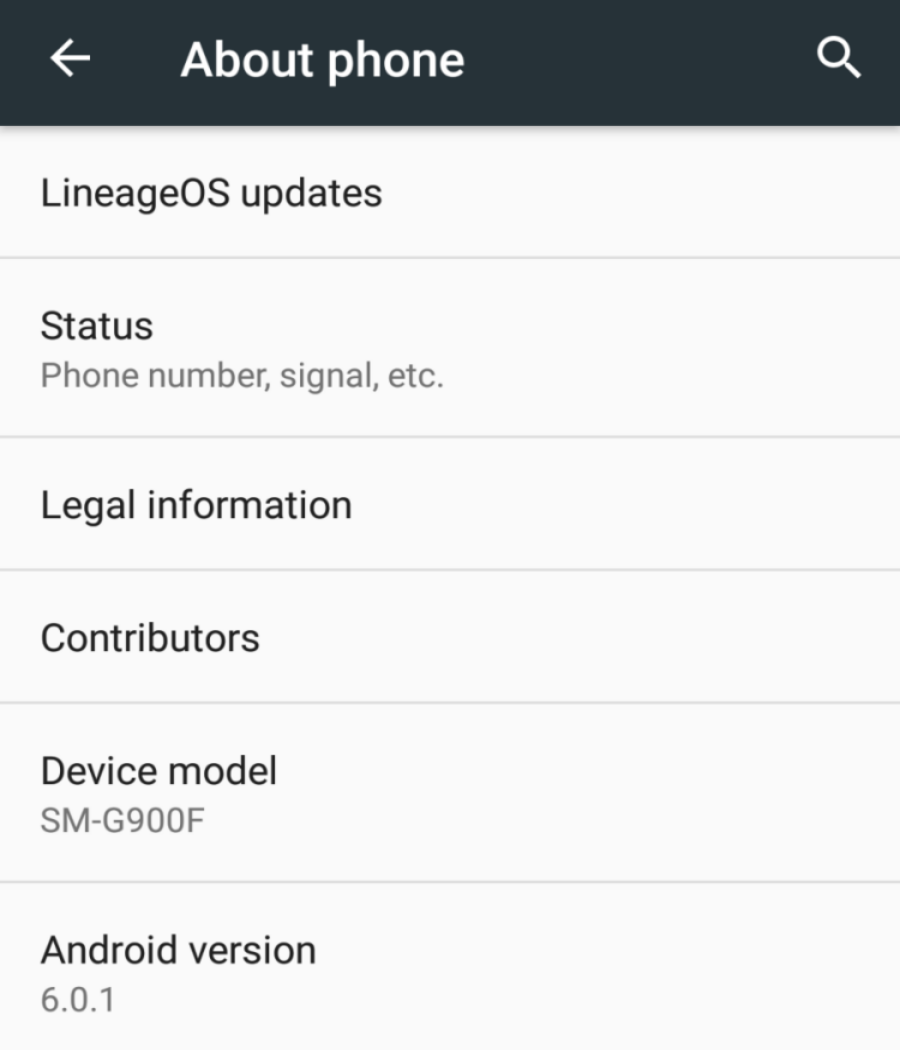 About phone
LineageOS updates
Status
Phone number, signal, etc.
Legal information
Contributors
Device model
SM-G900F
Android version
6.0.1